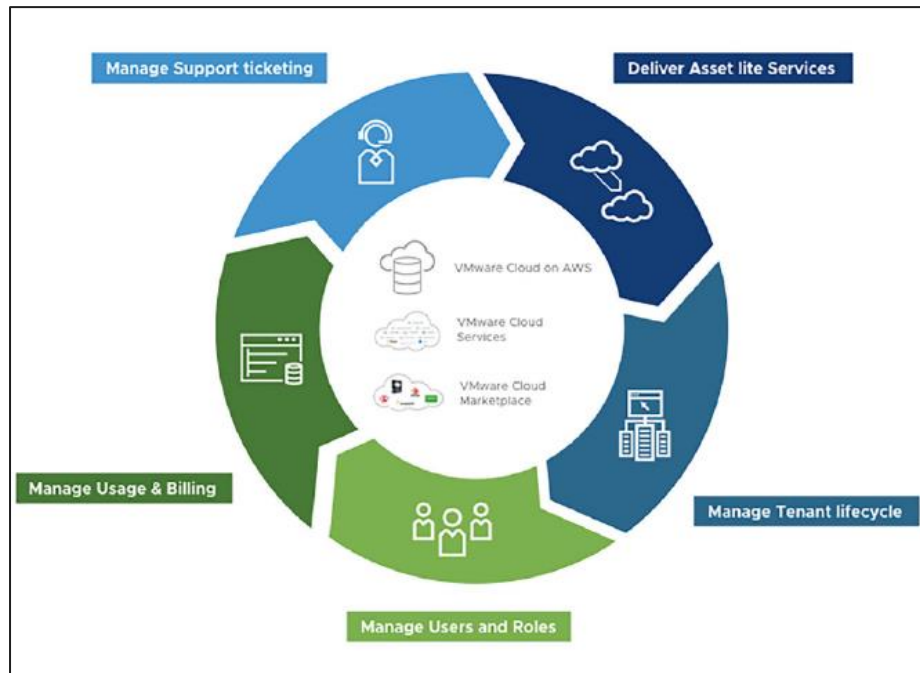 Manage Support ticketing
Deliver Asset lite Services
VMware Cloud on AWS
VMware Cloud
Services
VMware Cloud
Marketplace
Manage Usage & Billing
Manage Tenant lifecycle
Manage Users and Roles